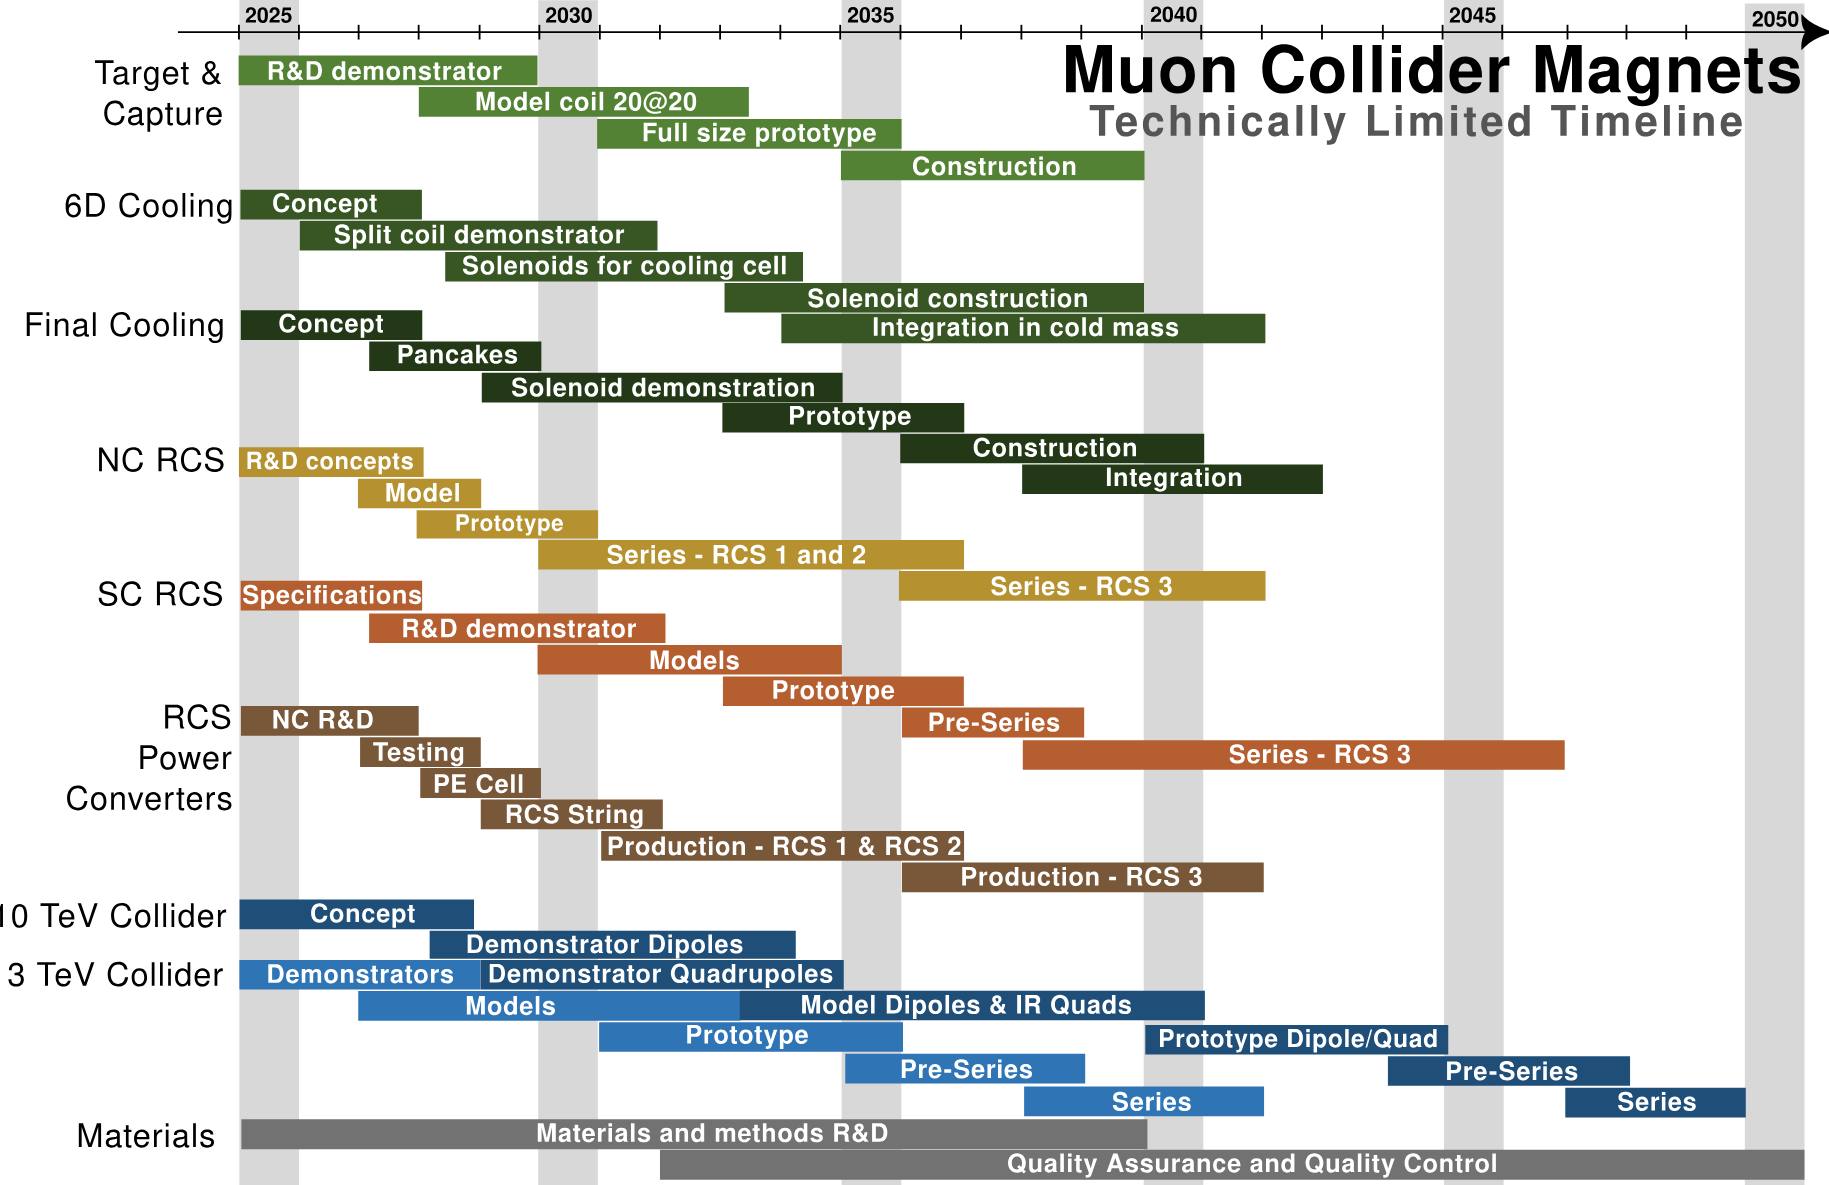 2025 2030 2035 2040 2045 2050
Muon Collider Magnets
Technically Limited Timeline
Target &
Capture
R&D demonstrator
Model coil 20@20
Full size prototype
Construction
6D Cooling
Concept
Split coil demonstrator
Solenoids for cooling cell
Solenoid construction
Integration in cold mass
Final Cooling
Concept
Pancakes
Solenoid demonstration
Prototype
Construction
Integration
NC RCS
R&D concepts
Model
Prototype
Series - RCS 1 and 2
Series - RCS 3
SC RCS
Specifications
R&D demonstrator
Models
Prototype
Pre-Series
Series - RCS 3
RCS
Power
Converters
NC R&D
Testing
PE Cell
RCS String
Production - RCS 1 & RCS 2
Production - RCS 3
10 TeV Collider
Concept
Demonstrator Dipoles
3 TeV Collider
Demonstrators
Demonstrator Quadrupoles
Models
Model Dipoles & IR Quads
Prototype
Prototype Dipole/Quad
Pre-Series
Pre-Series
Series
Series
Materials
Materials and methods R&D
Quality Assurance and Quality Control